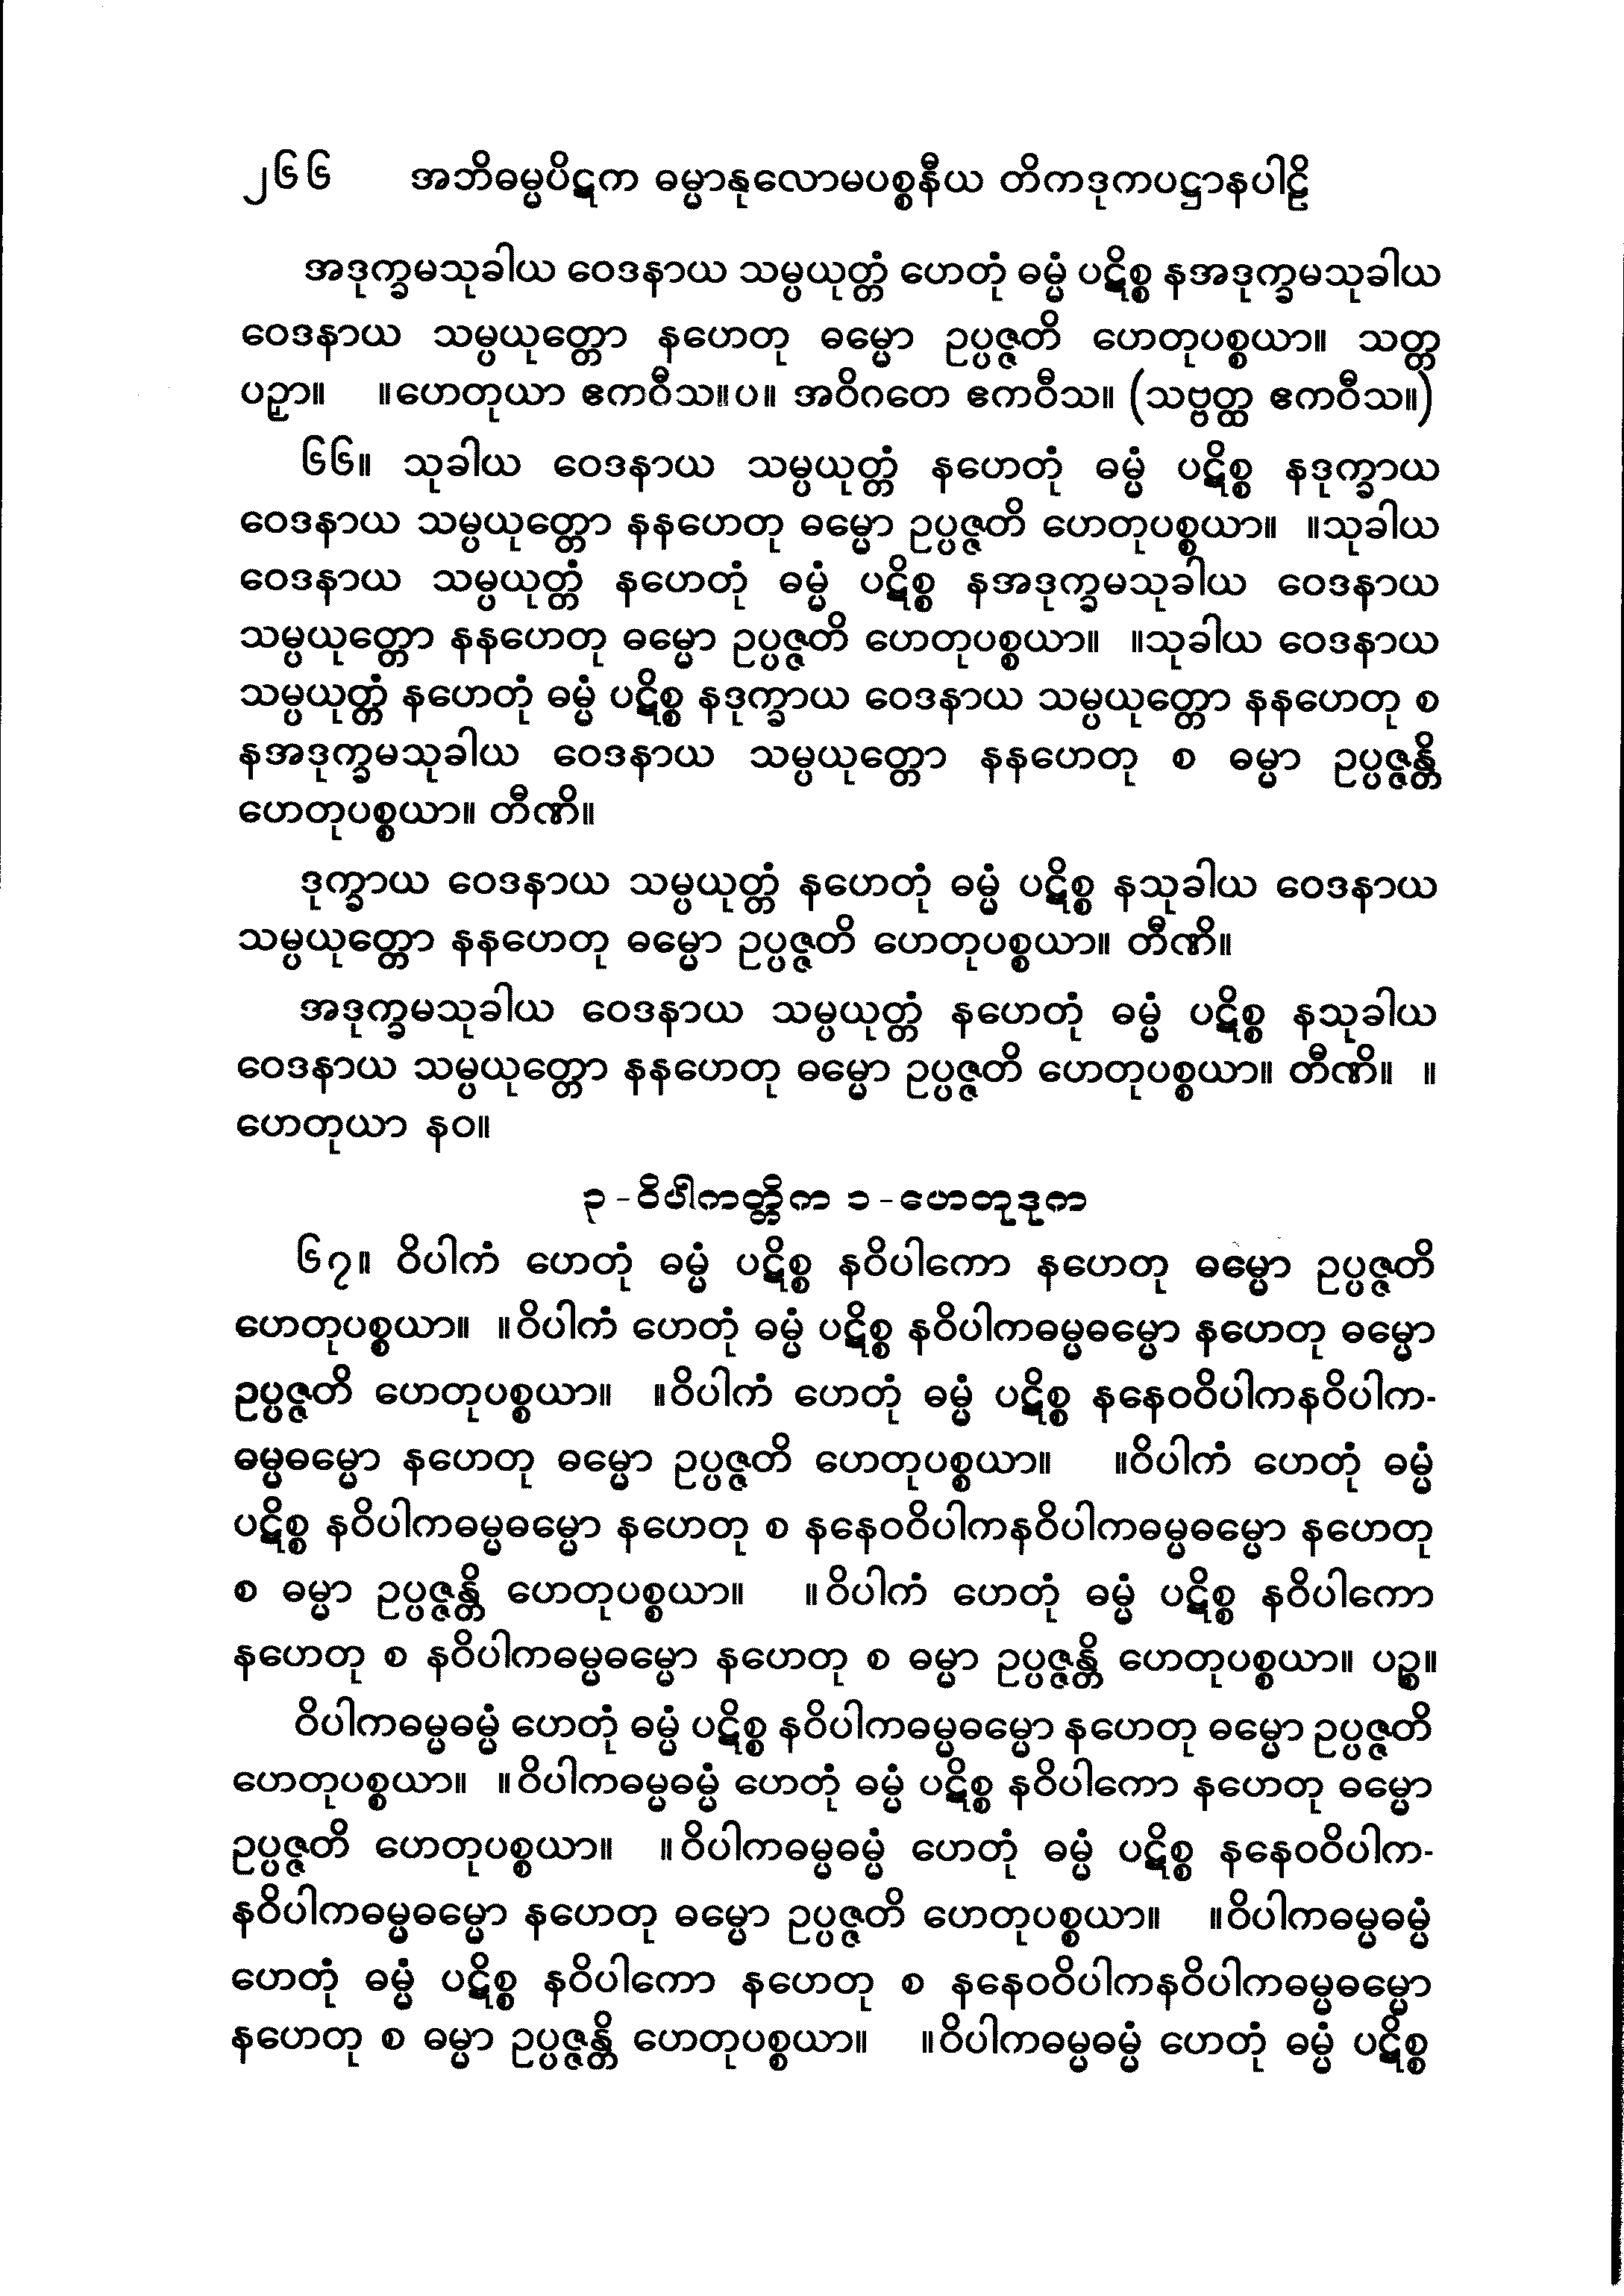 ၂၆၆ အဘိဓမ္မပိဋက ဓမ္မာနုလောမပစ္စနီယ တိကဒုကပဋ္ဌာနပါဠိ
အဒုက္ခမသုခါယ ဝေဒနာယ သမ္ပယုတ္တံ ဟေတုံ ဓမ္မံ ပဋိစ္စ နအဒုက္ခမသုခါယ
ဝေဒနာယ သမ္ပယုတ္တော နဟေတု ဓမ္မော ဥပ္ပဇ္ဇတိ ဟေတုပစ္စယာ။ သတ္တ
ပဉှာ။ ။ဟေတုယာ ဧကဝီသ။ပ။ အဝိဂတေ ဧကဝီသ။ (သဗ္ဗတ္ထ ဧကဝီသ။)
၆၆။ သုခါယ ဝေဒနာယ သမ္ပယုတ္တံ နဟေတုံ ဓမ္မံ ပဋိစ္စ နဒုက္ခာယ
ဝေဒနာယ သမ္ပယုတ္တော နနဟေတု ဓမ္မော ဥပ္ပဇ္ဇတိ ဟေတုပစ္စယာ။ ။သုခါယ
ဝေဒနာယ သမ္ပယုတ္တံ နဟေတုံ ဓမ္မံ ပဋိစ္စ နအဒုက္ခမသုခါယ ဝေဒနာယ
သမ္ပယုတ္တော နနဟေတု ဓမ္မော ဥပ္ပဇ္ဇတိ ဟေတုပစ္စယာ။ ။သုခါယ ဝေဒနာယ
သမ္ပယုတ္တံ နဟေတုံ ဓမ္မံ ပဋိစ္စ နဒုက္ခာယ ဝေဒနာယ သမ္ပယုတ္တော နနဟေတု စ
နအဒုက္ခမသုခါယ ဝေဒနာယ သမ္ပယုတ္တော နနဟေတု စ ဓမ္မာ ဥပ္ပဇ္ဇန္တိ
ဟေတုပစ္စယာ။ တီဏိ။
ဒုက္ခာယ ဝေဒနာယ သမ္ပယုတ္တံ နဟေတုံ ဓမ္မံ ပဋိစ္စ နသုခါယ ဝေဒနာယ
သမ္ပယုတ္တော နနဟေတု ဓမ္မော ဥပ္ပဇ္ဇတိ ဟေတုပစ္စယာ။ တီဏိ။
အဒုက္ခမသုခါယ ဝေဒနာယ သမ္ပယုတ္တံ နဟေတုံ ဓမ္မံ ပဋိစ္စ နသုခါယ
ဝေဒနာယ သမ္ပယုတ္တော နနဟေတု ဓမ္မော ဥပ္ပဇ္ဇတိ ဟေတုပစ္စယာ။ တီဏိ။ ။
ဟေတုယာ နဝ။
၃-ဝိပါကတ္တိက ၁-ဟေတုဒုက
၆၇။ ဝိပါကံ ဟေတုံ ဓမ္မံ ပဋိစ္စ နဝိပါကော နဟေတု ဓမ္မော ဥပ္ပဇ္ဇတိ
ဟေတုပစ္စယာ။ ။ဝိပါကံ ဟေတုံ ဓမ္မံ ပဋိစ္စ နဝိပါကဓမ္မဓမ္မော နဟေတု ဓမ္မော
ဥပ္ပဇ္ဇတိ ဟေတုပစ္စယာ။ ။ဝိပါကံ ဟေတုံ ဓမ္မံ ပဋိစ္စ နနေဝဝိပါကနဝိပါက-
ဓမ္မဓမ္မော နဟေတု ဓမ္မော ဥပ္ပဇ္ဇတိ ဟေတုပစ္စယာ။ ။ဝိပါကံ ဟေတုံ ဓမ္မံ
ပဋိစ္စ နဝိပါကဓမ္မဓမ္မော နဟေတု စ နနေဝဝိပါကနဝိပါကဓမ္မဓမ္မော နဟေတု
စ ဓမ္မာ ဥပ္ပဇ္ဇန္တိ ဟေတုပစ္စယာ။ ။ဝိပါကံ ဟေတုံ ဓမ္မံ ပဋိစ္စ နဝိပါကော
နဟေတု စ နဝိပါကဓမ္မဓမ္မော နဟေတု စ ဓမ္မာ ဥပ္ပဇ္ဇန္တိ ဟေတုပစ္စယာ။ ပဉ္စ။
ဝိပါကဓမ္မဓမ္မံ ဟေတုံ ဓမ္မံ ပဋိစ္စ နဝိပါကဓမ္မဓမ္မော နဟေတု ဓမ္မော ဥပ္ပဇ္ဇတိ
ဟေတုပစ္စယာ။ ။ဝိပါကဓမ္မဓမ္မံ ဟေတုံ ဓမ္မံ ပဋိစ္စ နဝိပါကော နဟေတု ဓမ္မော
ဥပ္ပဇ္ဇတိ ဟေတုပစ္စယာ။ ။ဝိပါကဓမ္မဓမ္မံ ဟေတုံ ဓမ္မံ ပဋိစ္စ နနေဝဝိပါက-
နဝိပါကဓမ္မဓမ္မော နဟေတု ဓမ္မော ဥပ္ပဇ္ဇတိ ဟေတုပစ္စယာ။ ။ဝိပါကဓမ္မဓမ္မံ
ဟေတုံ ဓမ္မံ ပဋိစ္စ နဝိပါကော နဟေတု စ နနေဝဝိပါကနဝိပါကဓမ္မဓမ္မော
နဟေတု စ ဓမ္မာ ဥပ္ပဇ္ဇန္တိ ဟေတုပစ္စယာ။ ။ဝိပါကဓမ္မဓမ္မံ ဟေတုံ ဓမ္မံ ပဋိစ္စ